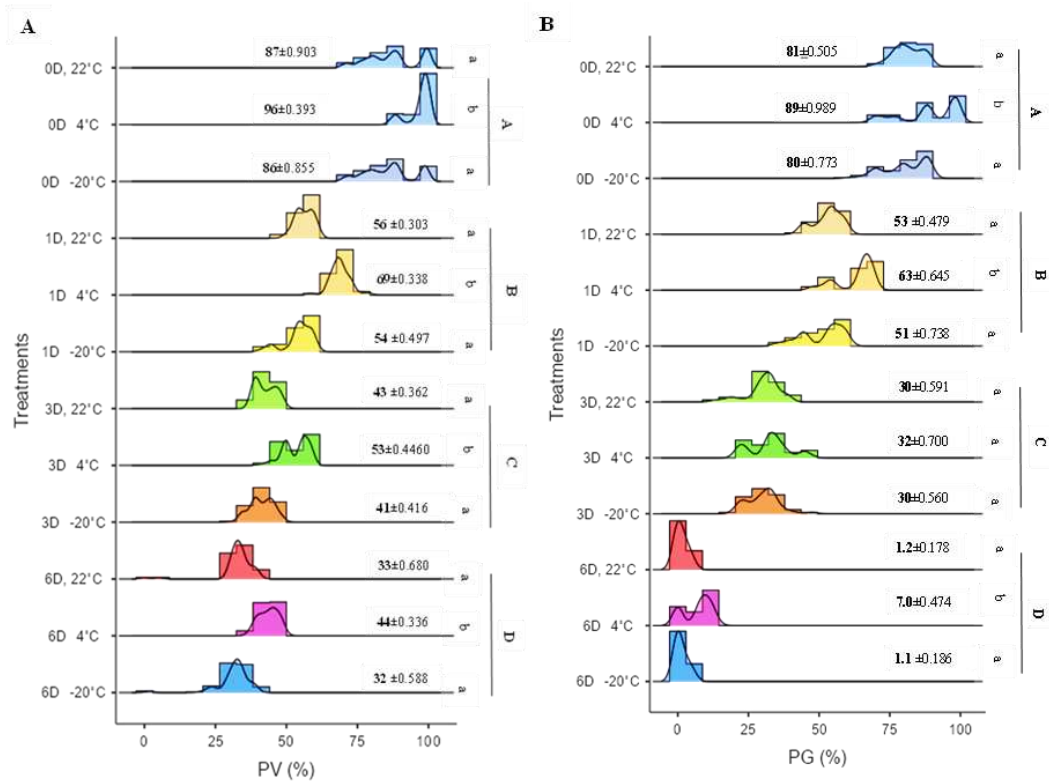 A
87±0.903
a
0D, 22°C
96±0.393
b
A
0D 4°C
86±0.855
a
0D -20°C
56 ±0.303
a
1D, 22°C
69±0.338
b
B
1D 4°C
54 ±0.497
a
1D -20°C
Treatments
43 ±0.362
a
3D, 22°C
53±0.4460
b
C
3D 4°C
41±0.416
a
3D -20°C
33±0.680
a
6D, 22°C
44±0.336
b
D
6D 4°C
32 ±0.588
a
6D -20°C
0 50 100
PV (%)
B
81±0.505
a
0D, 22°C
89±0.989
b
A
0D 4°C
80±0.773
a
0D -20°C
53 ±0.479
a
1D, 22°C
63±0.645
b
B
1D 4°C
51 ±0.738
a
1D -20°C
Treatments
30±0.591
a
3D, 22°C
32±0.700
a
C
3D 4°C
30±0.560
a
3D -20°C
1.2±0.178
a
6D, 22°C
7.0±0.474
b
D
6D 4°C
1.1 ±0.186
a
6D -20°C
0 50 100
PG (%)